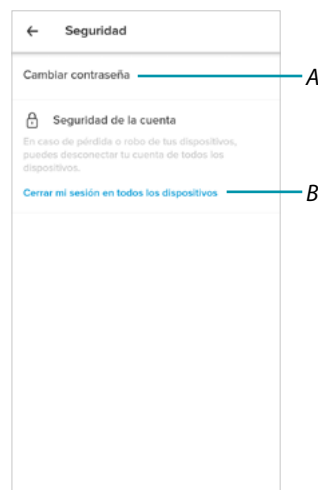 Seguridad
Cambiar contraseña
A
Seguridad de la cuenta
En caso de pérdida o robo de tus dispositivos,
puedes desconectar tu cuenta de todos los
dispositivos.
Cerrar mi sesión en todos los dispositivos
B